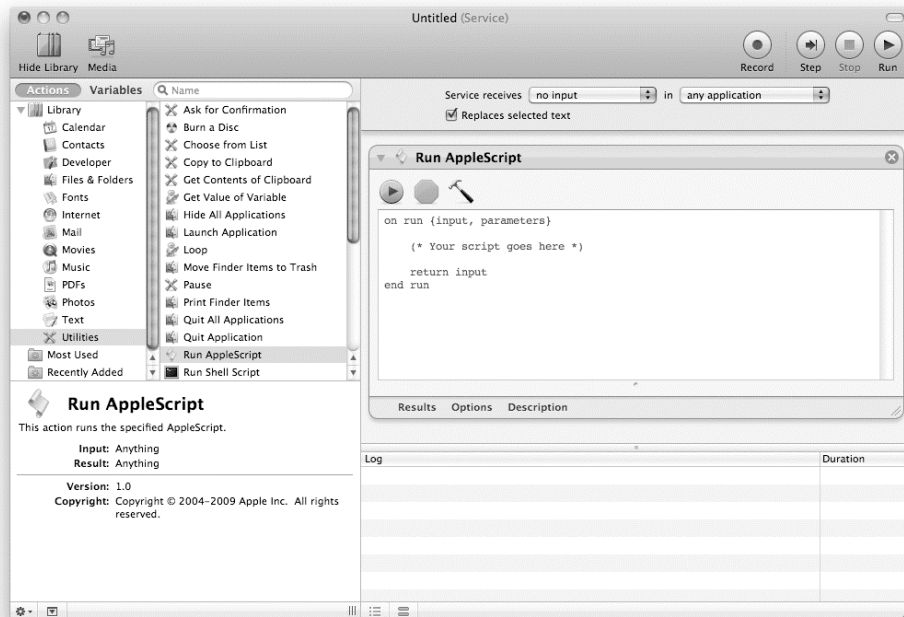 Untitled (Service)
Hide Library Media
Record Step Stop Run
Actions Variables Name
Service receives no input in any application
Replaces selected text
Library
Calendar
Contacts
Developer
Files & Folders
Fonts
Internet
Mail
Movies
Music
PDFs
Photos
Text
Utilities
Most Used
Recently Added
Ask for Confirmation
Burn a Disc
Choose from List
Copy to Clipboard
Get Contents of Clipboard
Get Value of Variable
Hide All Applications
Launch Application
Loop
Move Finder Items to Trash
Pause
Print Finder Items
Quit All Applications
Quit Application
Run AppleScript
Run Shell Script
Run AppleScript
on run {input, parameters}
(* Your script goes here *)
return input
end run
Results Options Description
Run AppleScript
This action runs the specified AppleScript.
Input: Anything
Result: Anything
Version: 1.0
Copyright: Copyright © 2004–2009 Apple Inc. All rights
reserved.
Log Duration